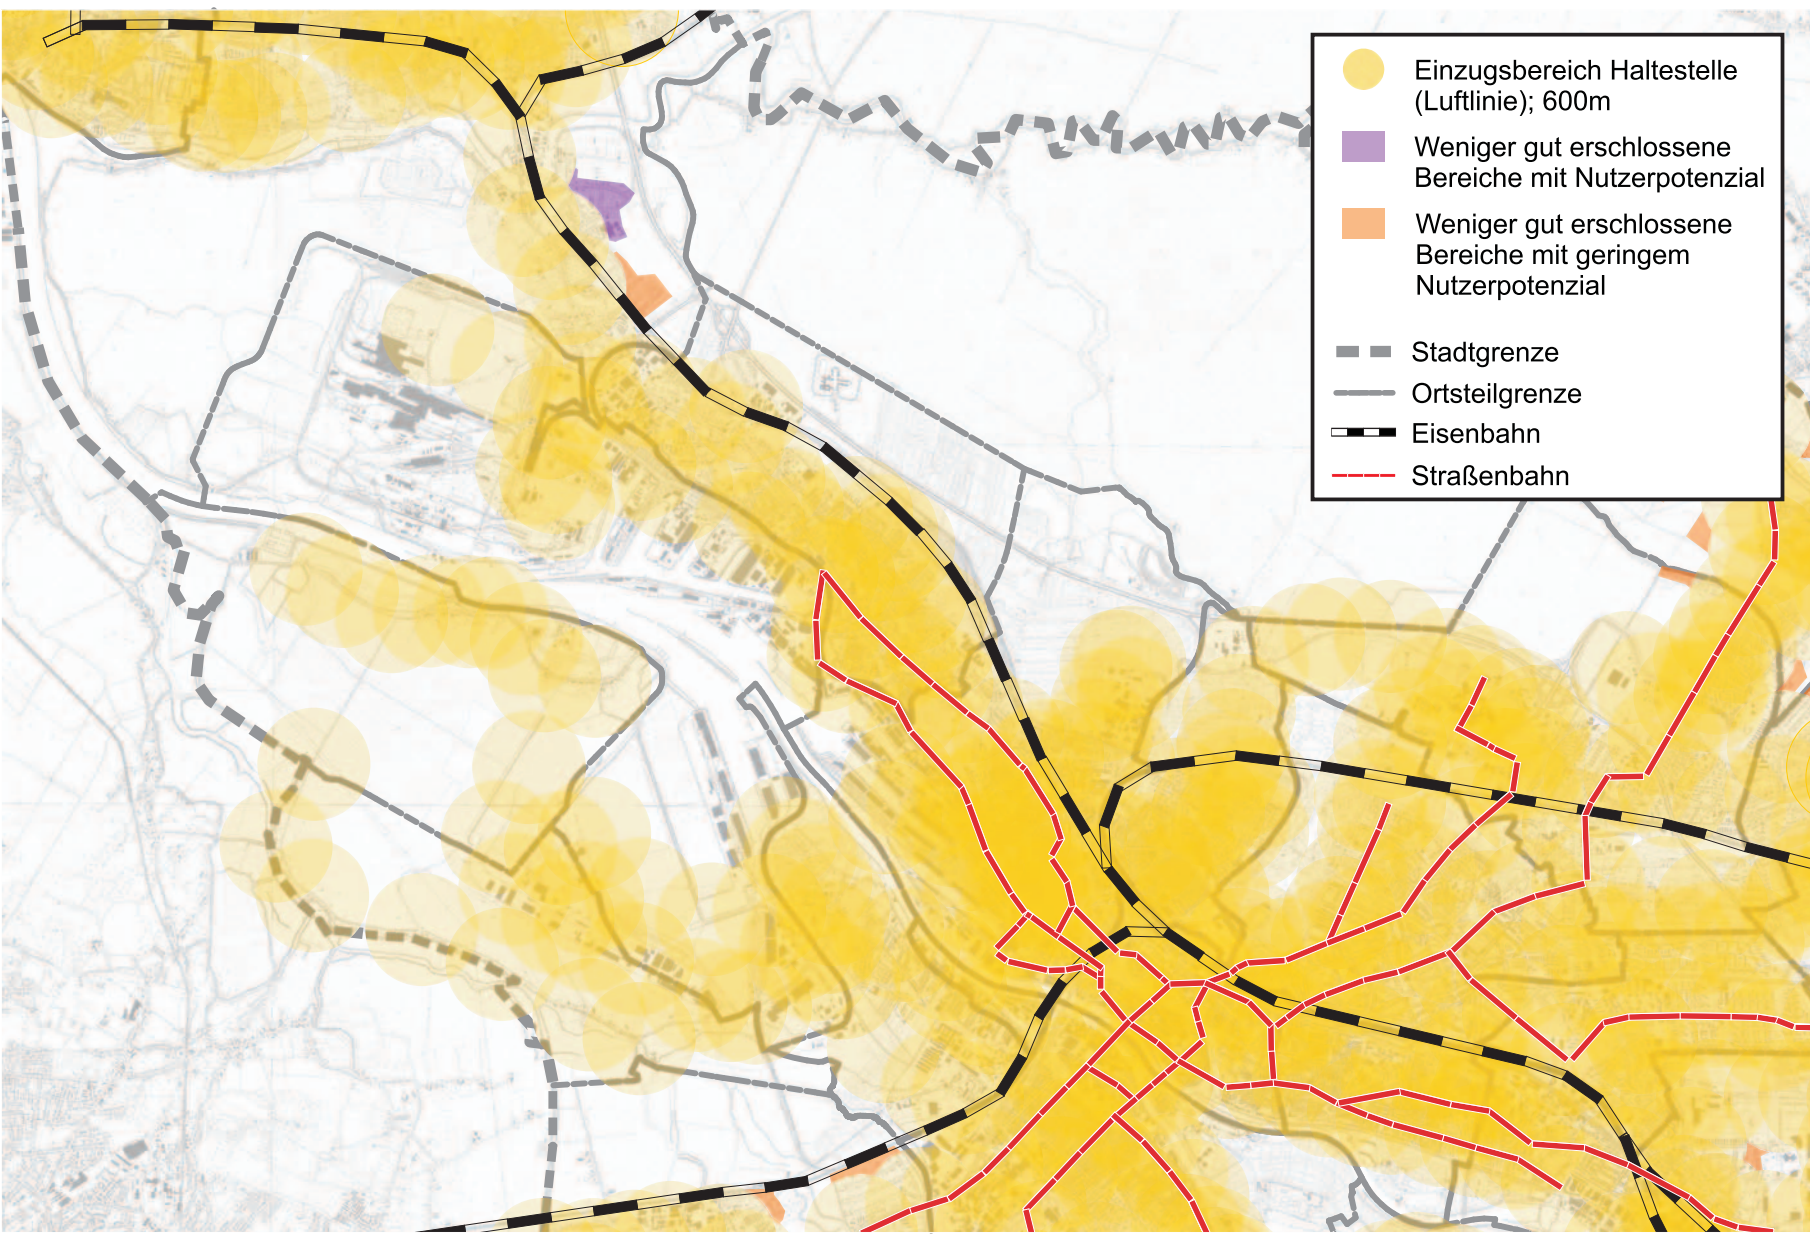 Einzugsbereich Haltestelle
(Luftlinie); 600m
Weniger gut erschlossene
Bereiche mit Nutzerpotenzial
Weniger gut erschlossene
Bereiche mit geringem
Nutzerpotenzial
Stadtgrenze
Ortsteilgrenze
Eisenbahn
Straßenbahn